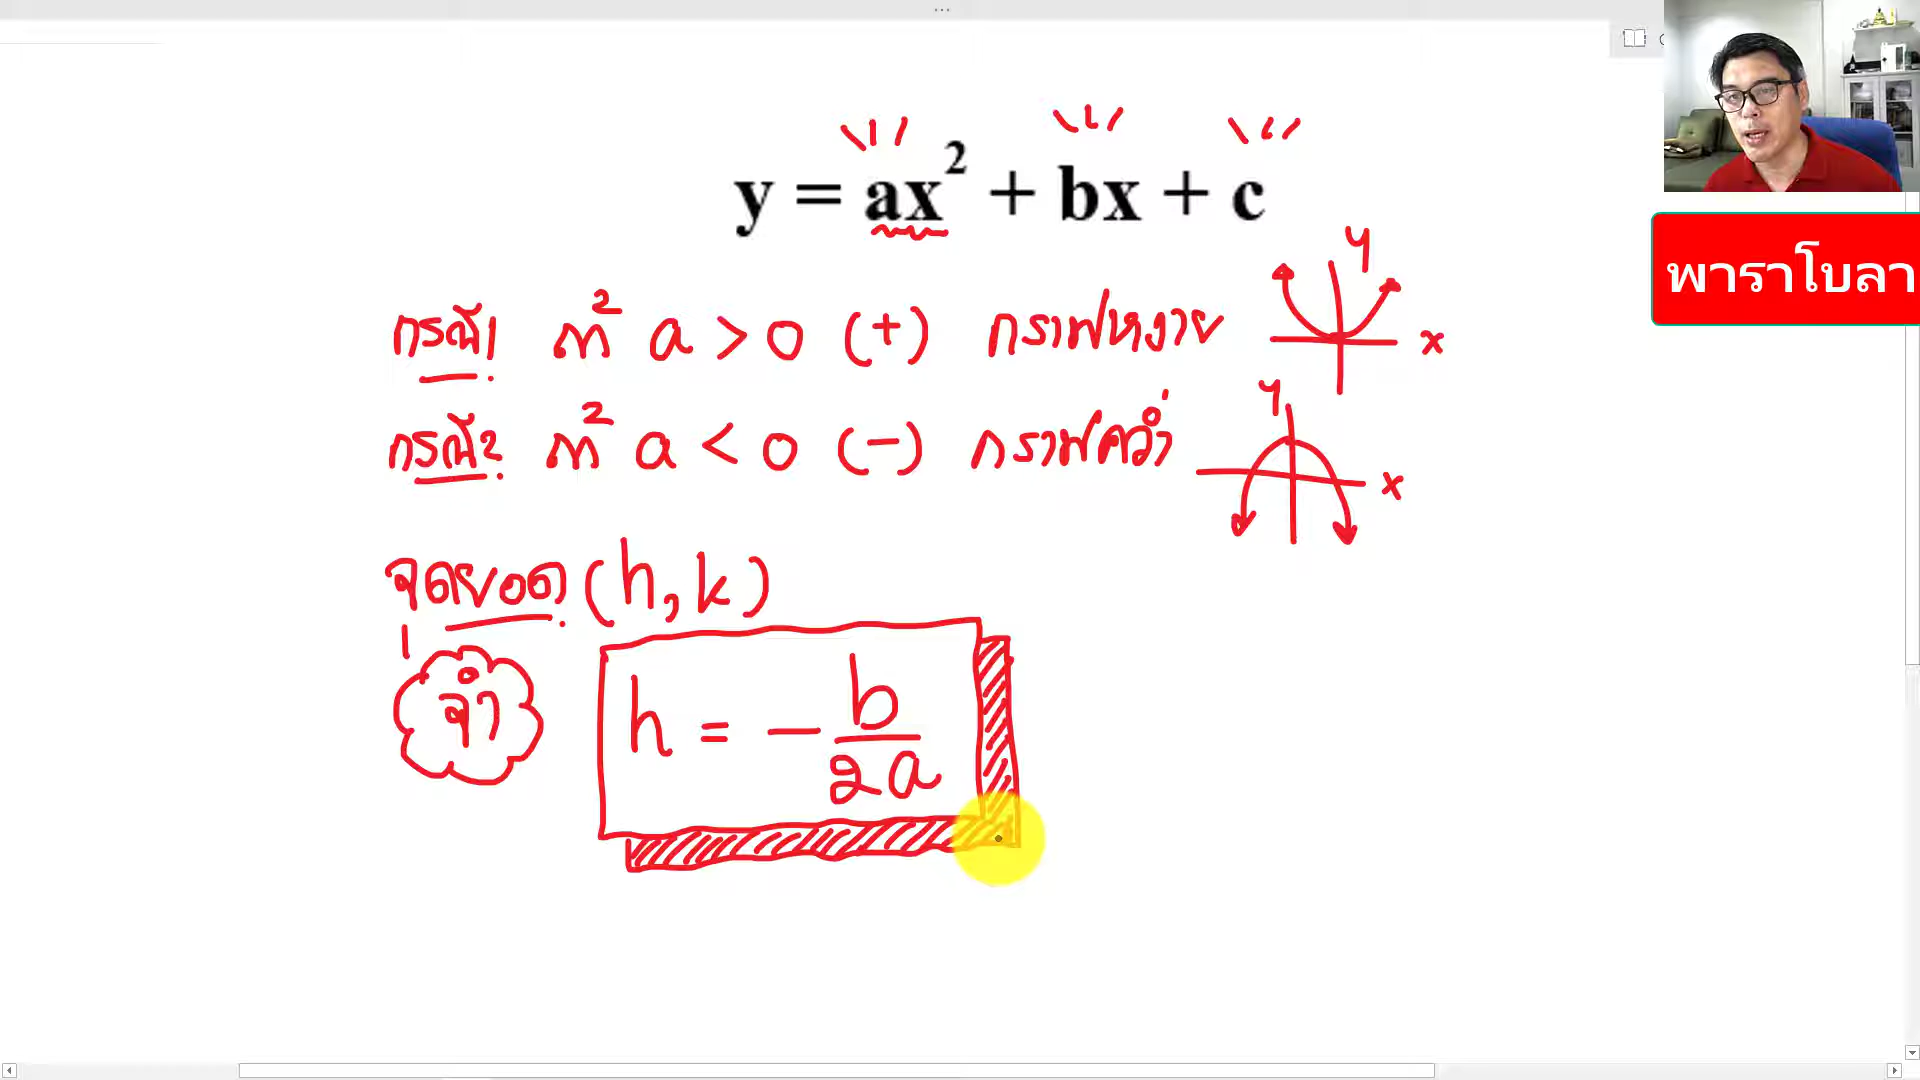 y = ax² + bx + c
พาราโบลา
กรณี1 ถ้า a > 0 (+) กราฟหงาย
y
x
กรณี2 ถ้า a < 0 (-) กราฟคว่ำ
y
x
จุดยอด (h, k)
จำ
h = - b/2a